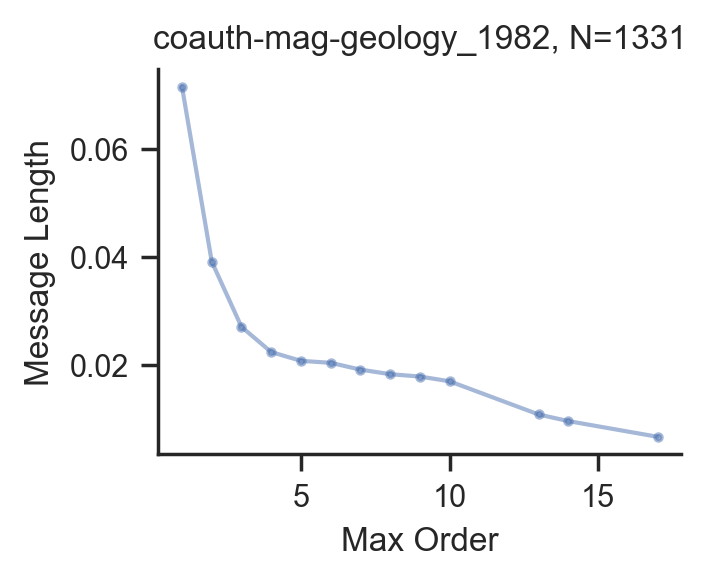 coauth-mag-geology_1982, N=1331
Message Length
0.06
0.04
0.02
5 10 15
Max Order